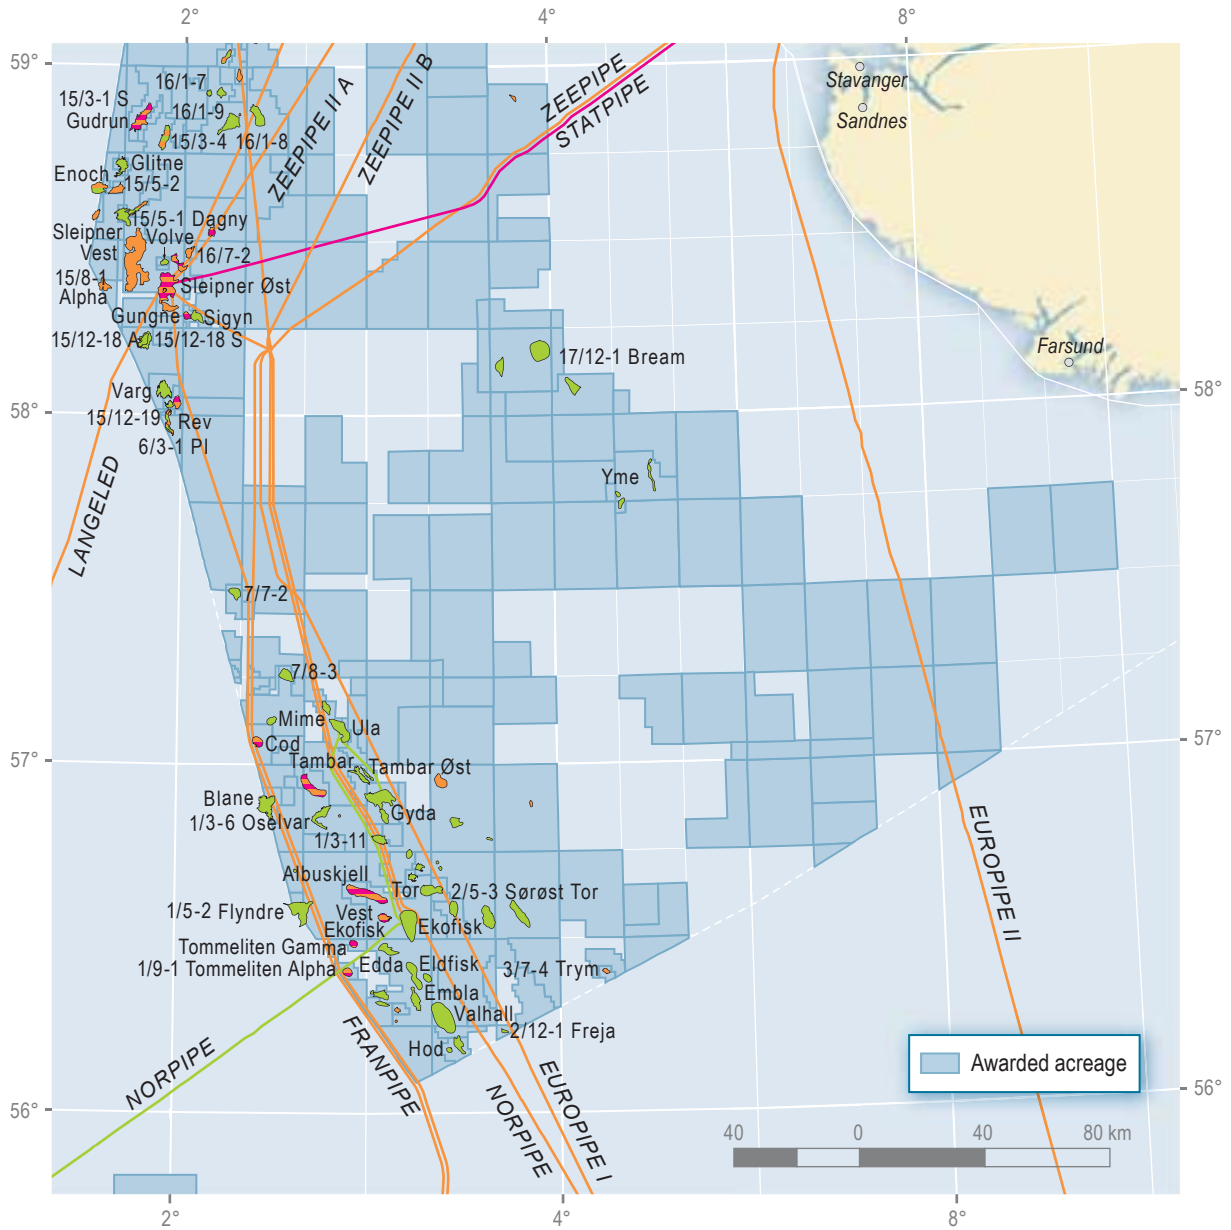 2°
4°
8°
59°
16/1-7
15/3-1 S
Gudrun
16/1-9
15/3-4
16/1-8
Glitne
Enoch
15/5-2
15/5-1
Dagny
Sleipner
Vest
Volve
16/7-2
15/8-1
Alpha
Sleipner Øst
Gungne
Sigyn
15/12-18 A
15/12-18 S
ZEEPIPE II A
ZEEPIPE II B
ZEEPIPE
STATPIPE
Stavanger
Sandnes
Farsund
17/12-1 Bream
58°
58°
Varg
15/12-19
Rev
6/3-1 PI
LANGELED
Yme
7/7-2
7/8-3
Mime
Ula
Cod
57°
57°
Tambar
Tambar Øst
Blane
1/3-6 Oselvar
Gyda
1/3-11
Albuskjell
Tor
2/5-3 Sørøst Tor
1/5-2 Flyndre
Vest
Ekofisk
Ekofisk
Tommeliten Gamma
1/9-1 Tommeliten Alpha
Edda
Eldfisk
3/7-4 Trym
Embla
Valhall
2/12-1 Freja
Hod
EUROPIPE II
NORPIPE
FRANPIPE
NORPIPE
EUROPIPE I
Awarded acreage
56°
56°
40
0
40
80 km
2°
4°
8°